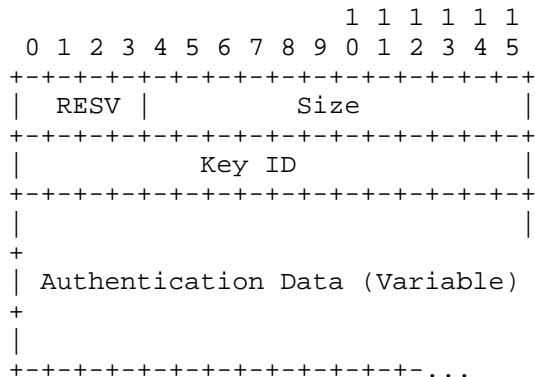 1 1 1 1 1 1
  0 1 2 3 4 5 6 7 8 9 0 1 2 3 4 5
 +-+-+-+-+-+-+-+-+-+-+-+-+-+-+-+-+
 |  RESV |         Size          |
 +-+-+-+-+-+-+-+-+-+-+-+-+-+-+-+-+
 |            Key ID             |
 +-+-+-+-+-+-+-+-+-+-+-+-+-+-+-+-+
 |                               |
 +
 | Authentication Data (Variable)
 +
 |
 +-+-+-+-+-+-+-+-+-+-+-+-+-...